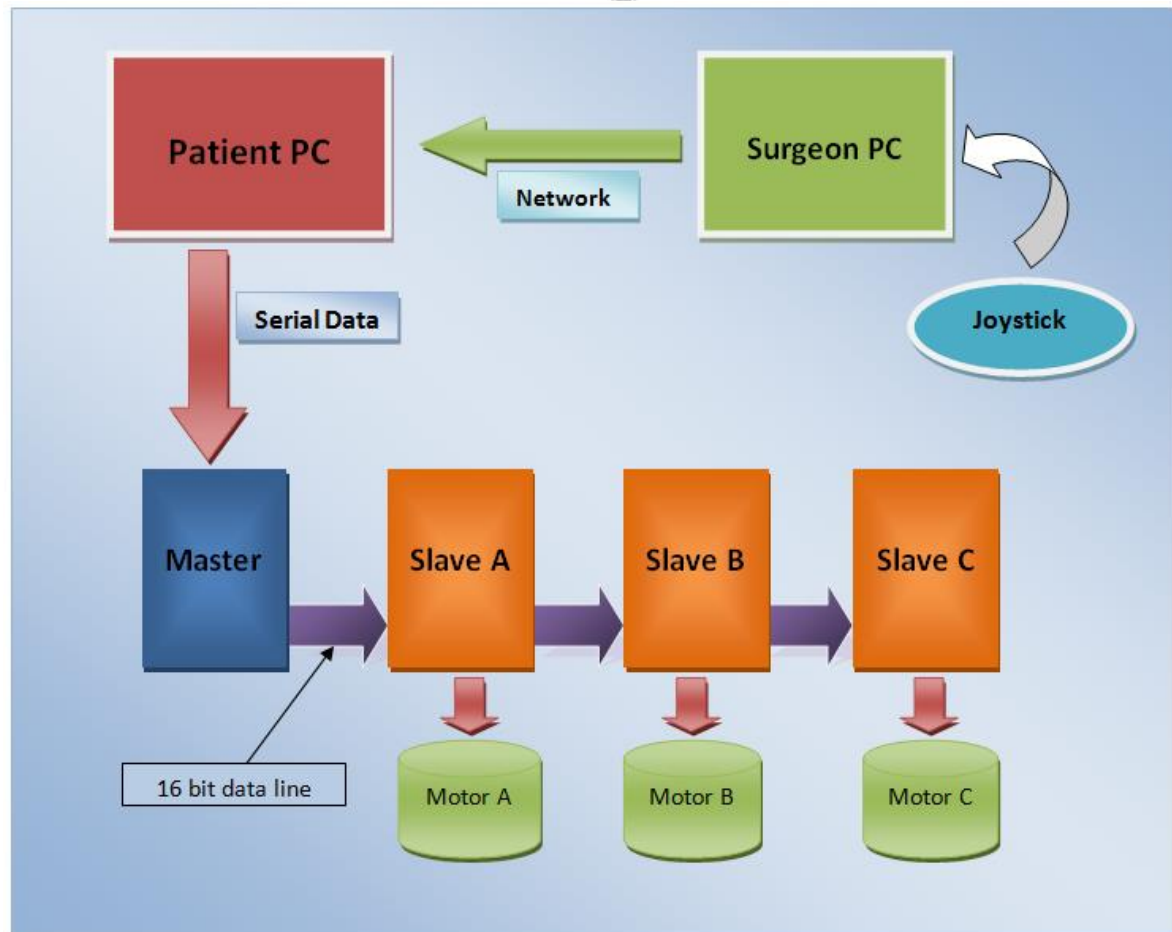 Patient PC
Surgeon PC
Network
Serial Data
Joystick
Master
Slave A
Slave B
Slave C
16 bit data line
Motor A
Motor B
Motor C